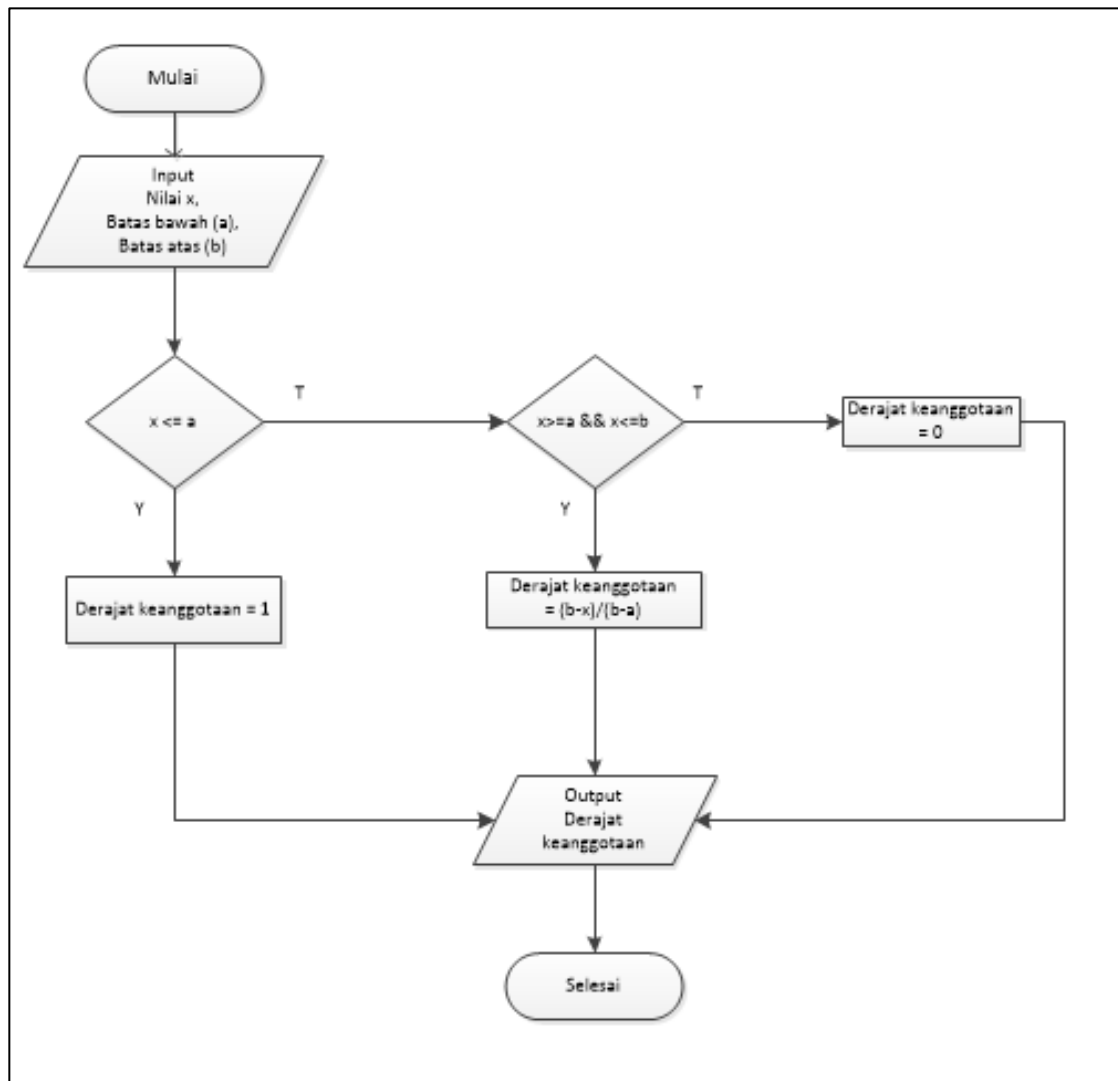 Mulai
Input
Nilai x,
Batas bawah (a),
Batas atas (b)
x <= a
T
x>=a && x<=b
T
Derajat keanggotaan
= 0
Y
Y
Derajat keanggotaan = 1
Derajat keanggotaan
= (b-x)/(b-a)
Output
Derajat
keanggotaan
Selesai